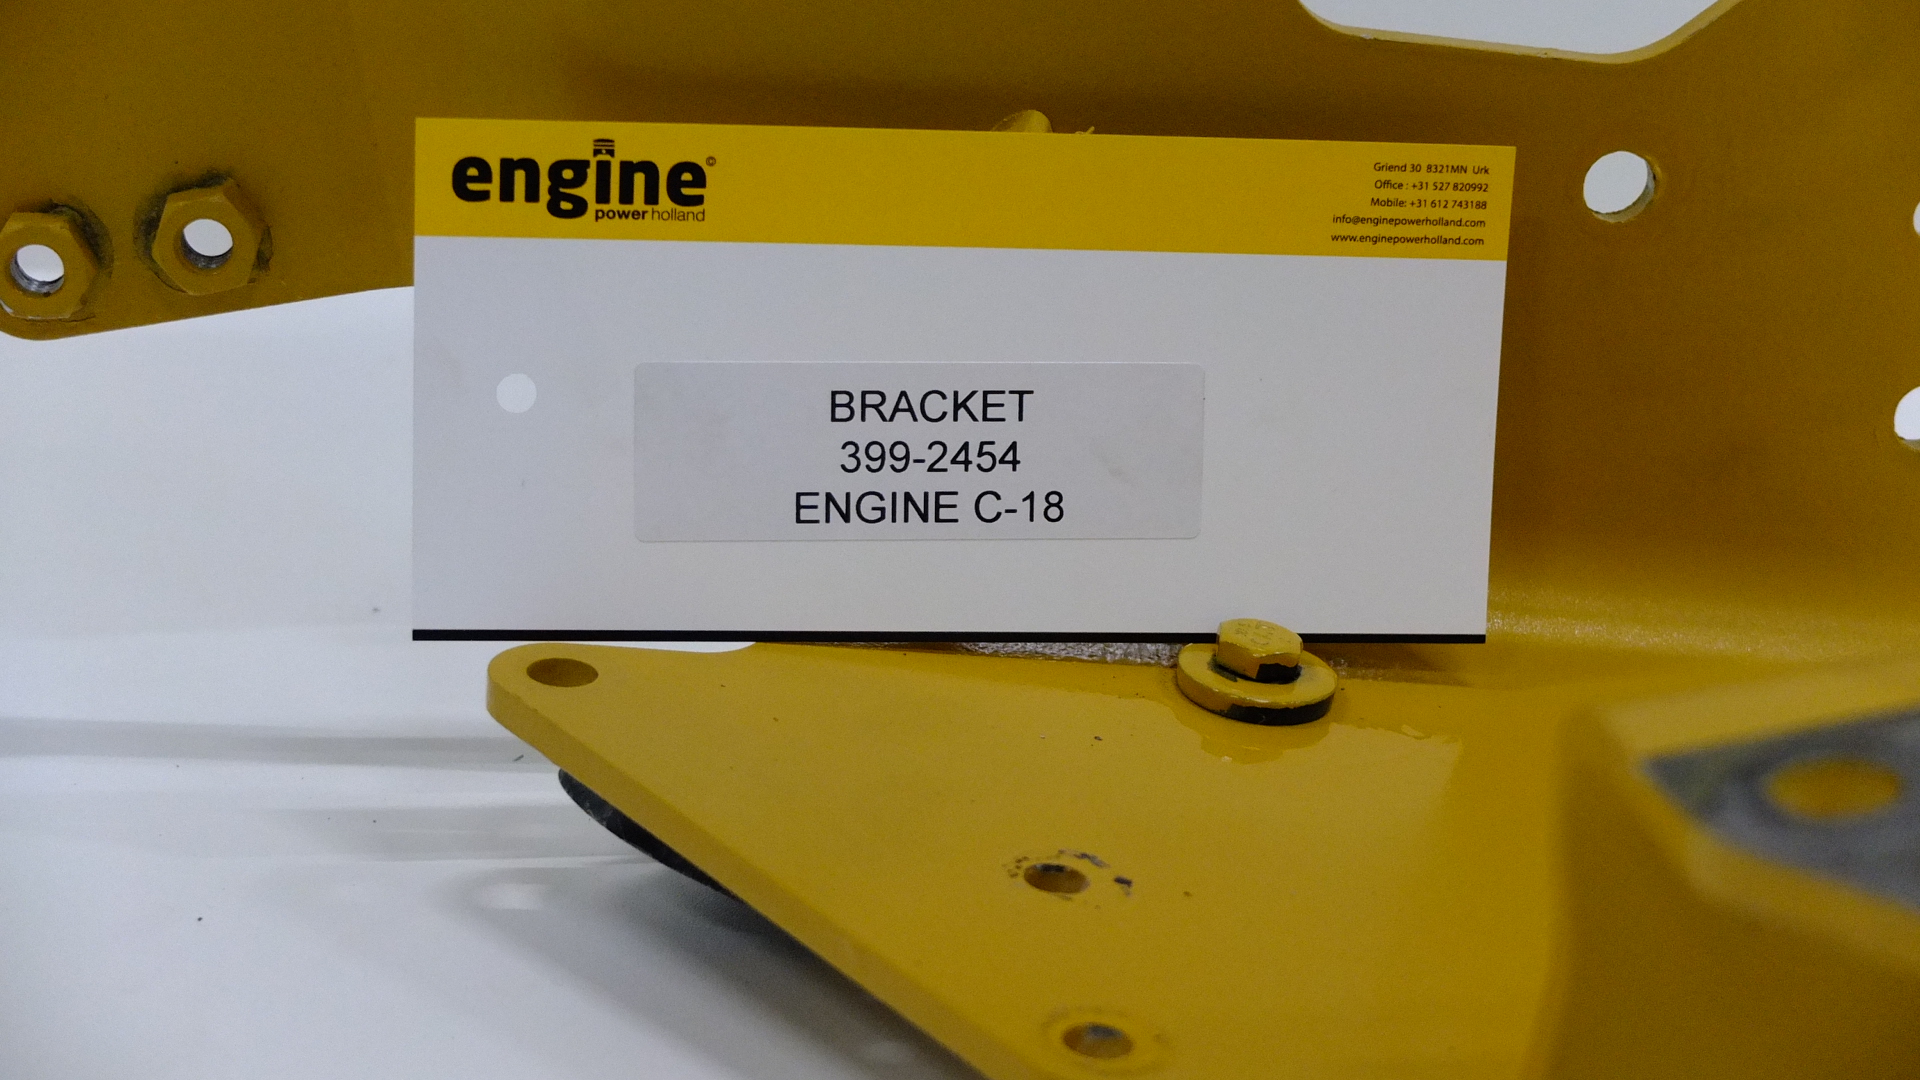 engine©
power holland
Griend 30 8321MN Urk
Office : +31 527 820992
Mobile: +31 612 743188
info@enginepowerholland.com
www.enginepowerholland.com
BRACKET
399-2454
ENGINE C-18